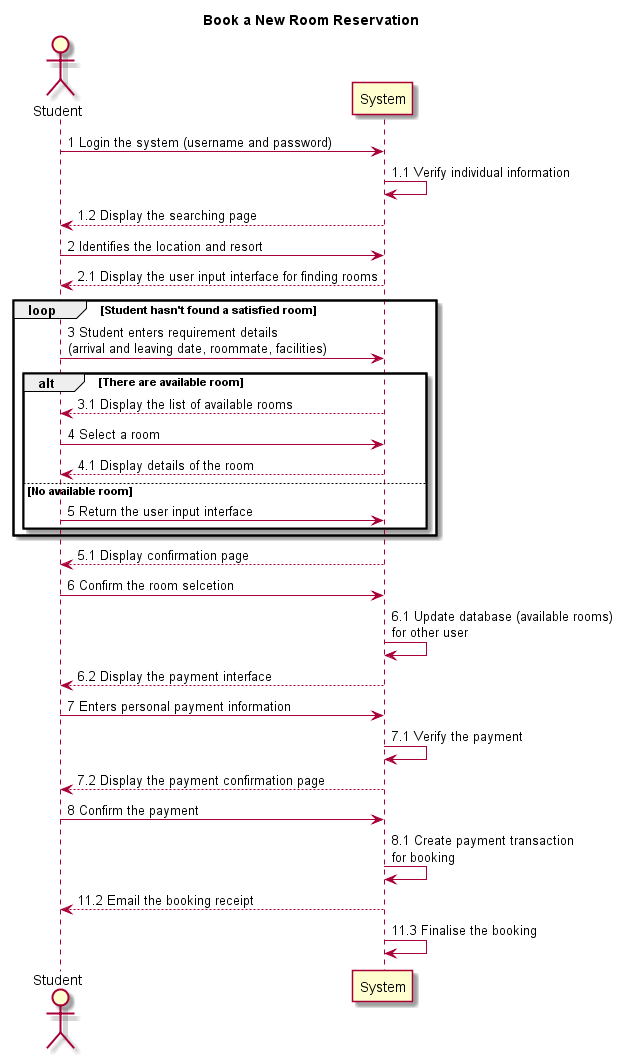 Book a New Room Reservation
Student
System
1 Login the system (username and password)
1.1 Verify individual information
1.2 Display the searching page
2 Identifies the location and resort
2.1 Display the user input interface for finding rooms
loop [Student hasn't found a satisfied room]
3 Student enters requirement details
(arrival and leaving date, roommate, facilities)
alt [There are available room]
3.1 Display the list of available rooms
4 Select a room
4.1 Display details of the room
[No available room]
5 Return the user input interface
5.1 Display confirmation page
6 Confirm the room selcetion
6.1 Update database (available rooms)
for other user
6.2 Display the payment interface
7 Enters personal payment information
7.1 Verify the payment
7.2 Display the payment confirmation page
8 Confirm the payment
8.1 Create payment transaction
for booking
11.2 Email the booking receipt
11.3 Finalise the booking
Student
System